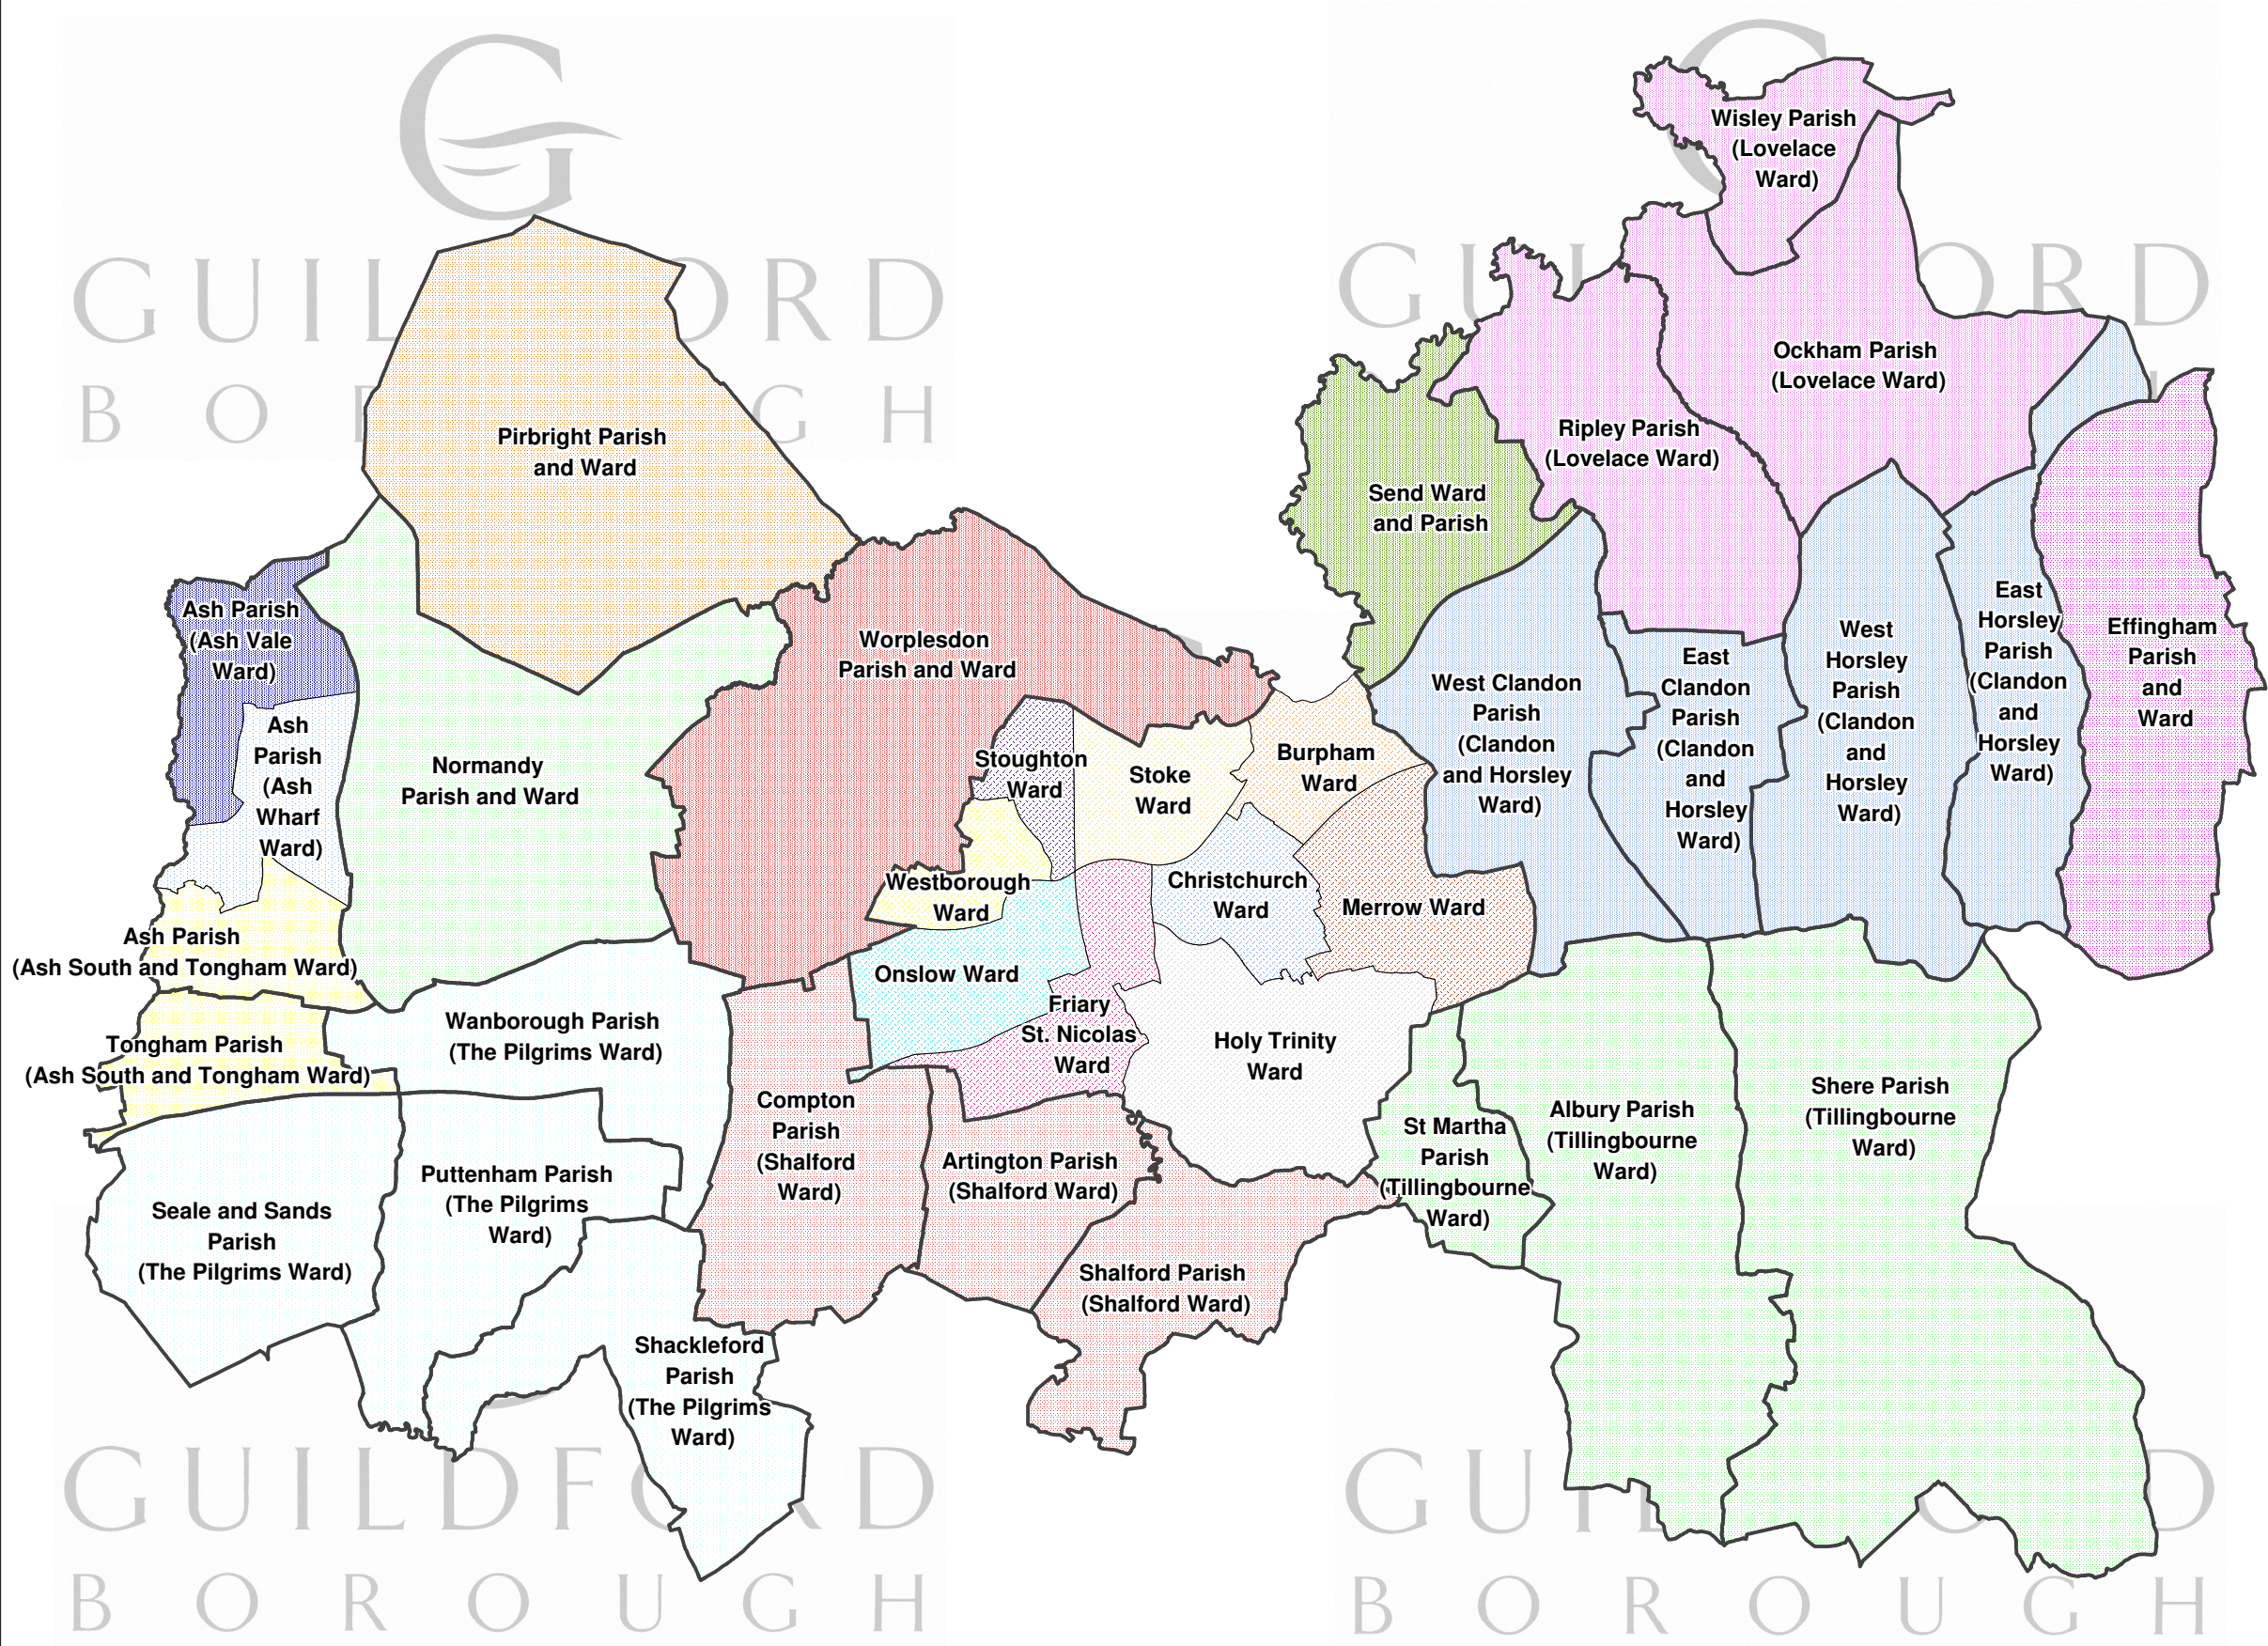 GUILDFORD
BOROUGH
GUILDFORD
BOROUGH
Wisley Parish
(Lovelace
Ward)
Ockham Parish
(Lovelace Ward)
Ripley Parish
(Lovelace Ward)
Pirbright Parish
and Ward
Send Ward
and Parish
Ash Parish
(Ash Vale
Ward)
Worplesdon
Parish and Ward
East
Horsley
Parish
(Clandon
and
Horsley
Ward)
Effingham
Parish
and
Ward
West
Horsley
Parish
(Clandon
and
Horsley
Ward)
East
Clandon
Parish
(Clandon
and
Horsley
Ward)
West Clandon
Parish
(Clandon
and Horsley
Ward)
Ash
Parish
(Ash
Wharf
Ward)
Normandy
Parish and Ward
Stoughton
Ward
Stoke
Ward
Burpham
Ward
Westborough
Ward
Christchurch
Ward
Merrow Ward
Ash Parish
(Ash South and Tongham Ward)
Onslow Ward
Friary
St. Nicolas
Ward
Holy Trinity
Ward
Wanborough Parish
(The Pilgrims Ward)
Tongham Parish
(Ash South and Tongham Ward)
Compton
Parish
(Shalford
Ward)
Artington Parish
(Shalford Ward)
St Martha
Parish
(Tillingbourne
Ward)
Albury Parish
(Tillingbourne
Ward)
Shere Parish
(Tillingbourne
Ward)
Puttenham Parish
(The Pilgrims
Ward)
Seale and Sands
Parish
(The Pilgrims Ward)
Shalford Parish
(Shalford Ward)
Shackleford
Parish
(The Pilgrims
Ward)
GUILDFORD
BOROUGH
GUILDFORD
BOROUGH